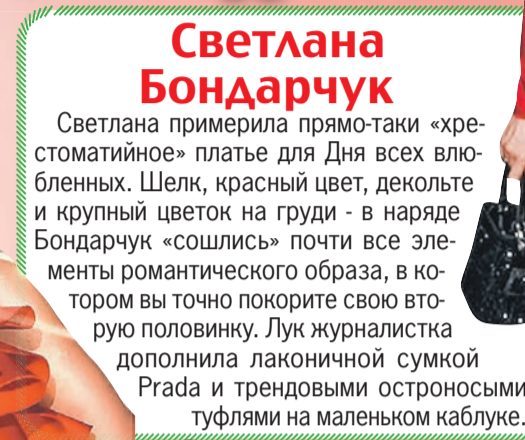 Светлана
Бондарчук
Светлана примерила прямо-таки «хре-
стоматийное» платье для Дня всех влю-
бленных. Шелк, красный цвет, декольте
и крупный цветок на груди - в наряде
Бондарчук «сошлись» почти все эле-
менты романтического образа, в ко-
тором вы точно покорите свою вто-
рую половинку. Лук журналистка
дополнила лаконичной сумкой
Prada и трендовыми остроносыми
туфлями на маленьком каблуке.